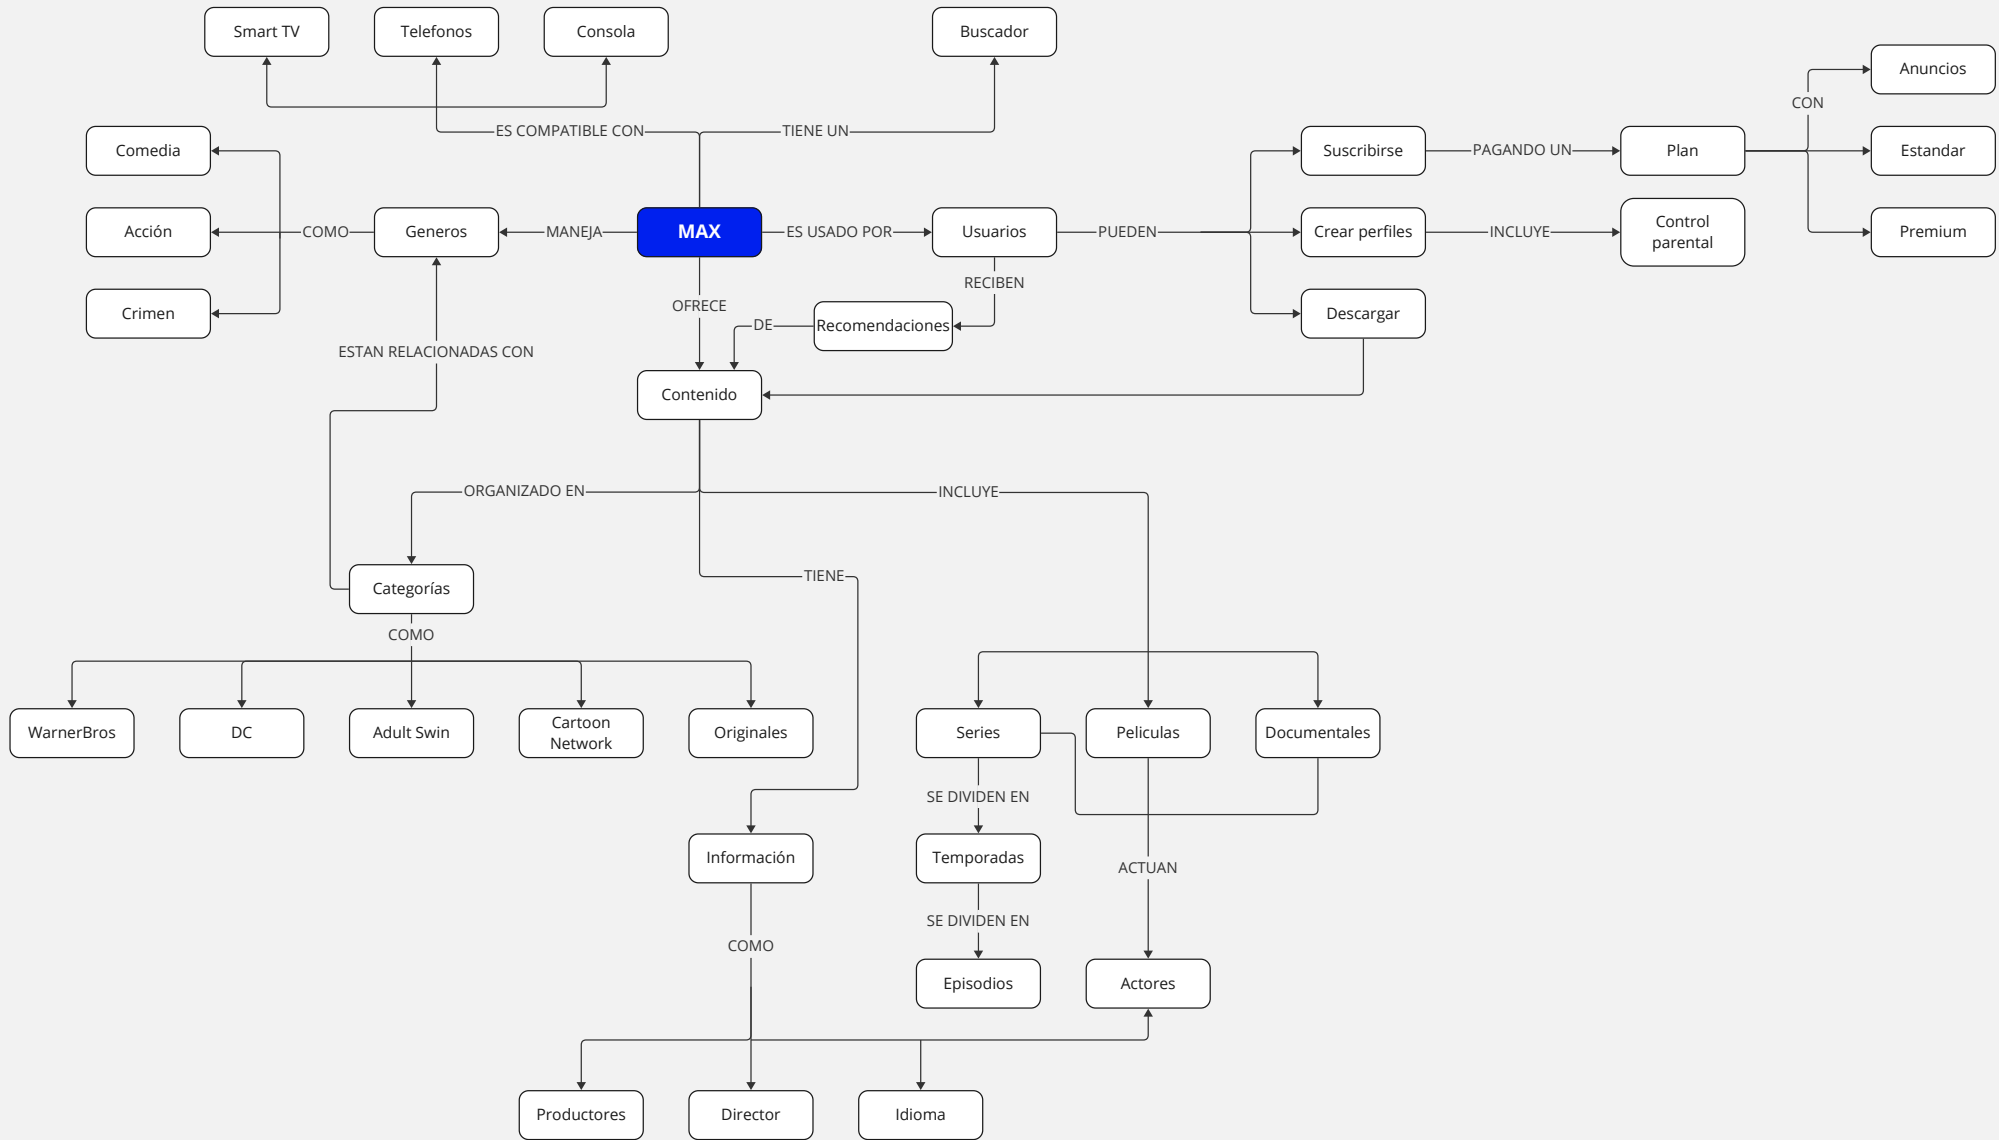 Smart TV
Telefonos
Consola
Buscador
Anuncios
CON
ES COMPATIBLE CON
TIENE UN
Comedia
Suscribirse
PAGANDO UN
Plan
Estandar
Acción
COMO
Generos
MANEJA
MAX
ES USADO POR
Usuarios
PUEDEN
Crear perfiles
INCLUYE
Control
parental
Premium
RECIBEN
OFRECE
Crimen
DE
Recomendaciones
Descargar
ESTAN RELACIONADAS CON
Contenido
ORGANIZADO EN
INCLUYE
TIENE
Categorías
COMO
WarnerBros
DC
Adult Swin
Cartoon
Network
Originales
Series
Peliculas
Documentales
SE DIVIDEN EN
Información
Temporadas
ACTUAN
SE DIVIDEN EN
COMO
Episodios
Actores
Productores
Director
Idioma